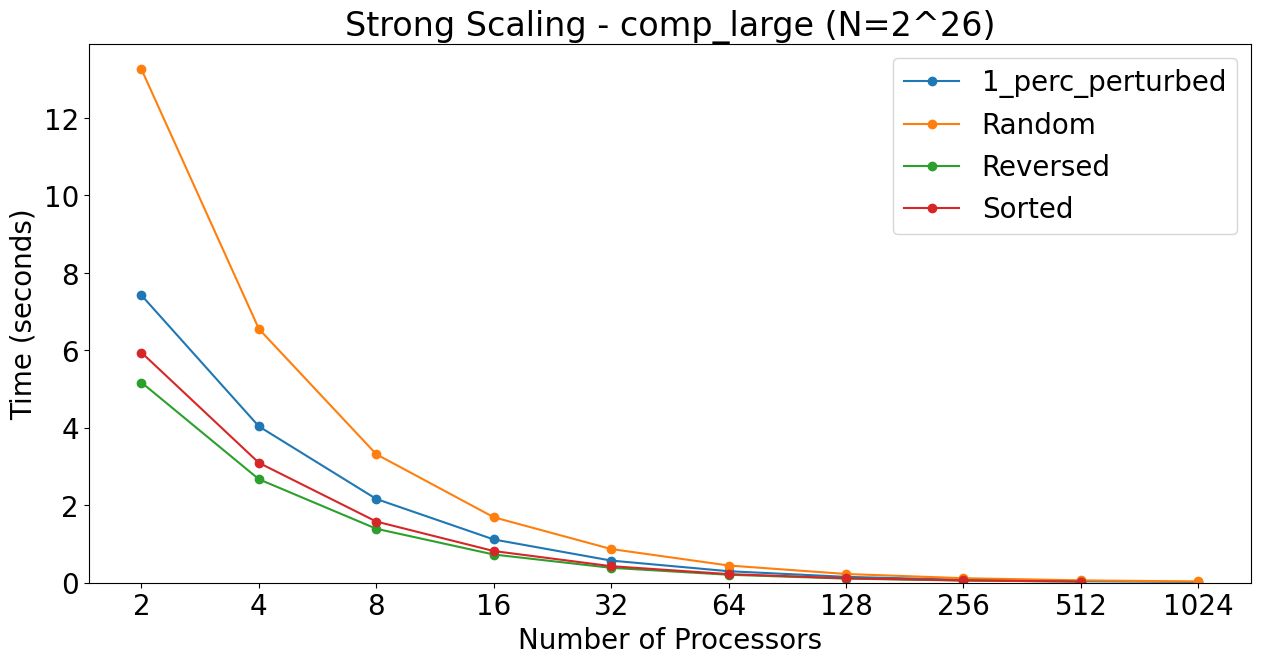 Strong Scaling - comp_large (N=2^26)
1_perc_perturbed
Random
Reversed
Sorted
Time (seconds)
12
10
8
6
4
2
0
2 4 8 16 32 64 128 256 512 1024
Number of Processors